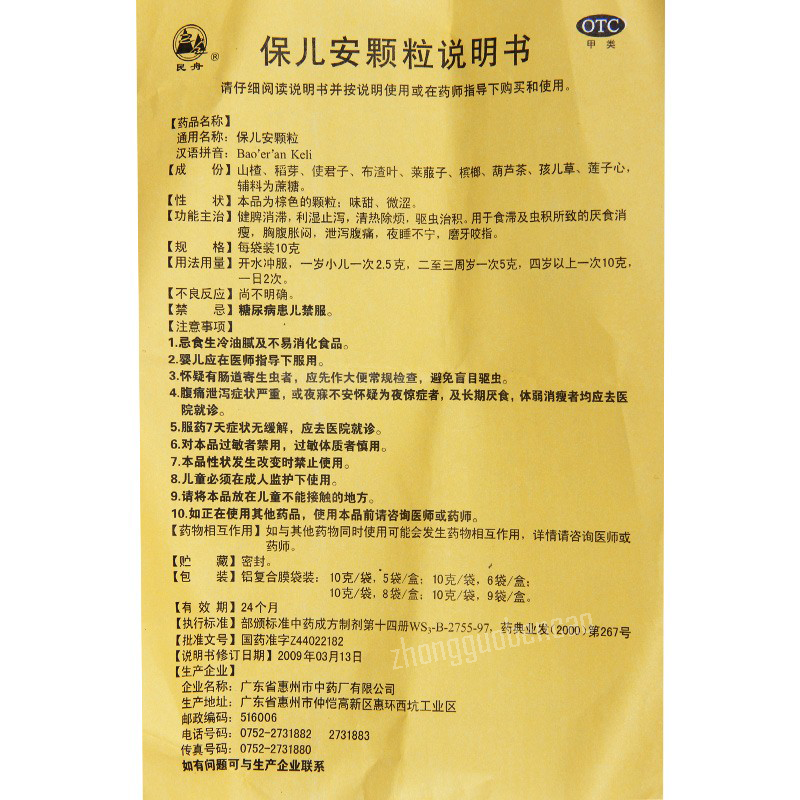 民舟®
OTC
甲类
保儿安颗粒说明书
请仔细阅读说明书并按说明使用或在药师指导下购买和使用。
【药品名称】
通用名称：保儿安颗粒
汉语拼音：Bao'er'an Keli
【成 份】山楂、稻芽、使君子、布渣叶、莱菔子、槟榔、葫芦茶、孩儿草、莲子心，
辅料为蔗糖。
【性 状】本品为棕色的颗粒；味甜、微涩。
【功能主治】健脾消滞，利湿止泻，清热除烦，驱虫治积。用于食滞及虫积所致的厌食消
瘦，胸腹胀闷，泄泻腹痛，夜睡不宁，磨牙咬指。
【规 格】每袋装10克
【用法用量】开水冲服，一岁小儿一次2.5克，二至三周岁一次5克，四岁以上一次10克，
一日2次。
【不良反应】尚不明确。
【禁 忌】糖尿病患儿禁服。
【注意事项】
1.忌食生冷油腻及不易消化食品。
2.婴儿应在医师指导下服用。
3.怀疑有肠道寄生虫者，应先作大便常规检查，避免盲目驱虫。
4.腹痛泄泻症状严重，或夜寐不安怀疑为夜惊症者，及长期厌食，体弱消瘦者均应去医
院就诊。
5.服药7天症状无缓解，应去医院就诊。
6.对本品过敏者禁用，过敏体质者慎用。
7.本品性状发生改变时禁止使用。
8.儿童必须在成人监护下使用。
9.请将本品放在儿童不能接触的地方。
10.如正在使用其他药品，使用本品前请咨询医师或药师。
【药物相互作用】如与其他药物同时使用可能会发生药物相互作用，详情请咨询医师或
药师。
【贮 藏】密封。
【包 装】铝复合膜袋装：10克/袋，5袋/盒；10克/袋，6袋/盒；
10克/袋，8袋/盒；10克/袋，9袋/盒。
【有 效 期】24个月
【执行标准】部颁标准中药成方制剂第十四册WS₃-B-2755-97，药典业发（2000）第267号
【批准文号】国药准字Z44022182
【说明书修订日期】2009年03月13日
【生产企业】
企业名称：广东省惠州市中药厂有限公司
生产地址：广东省惠州市仲恺高新区惠环西坑工业区
邮政编码：516006
电话号码：0752-2731882 2731883
传真号码：0752-2731880
如有问题可与生产企业联系